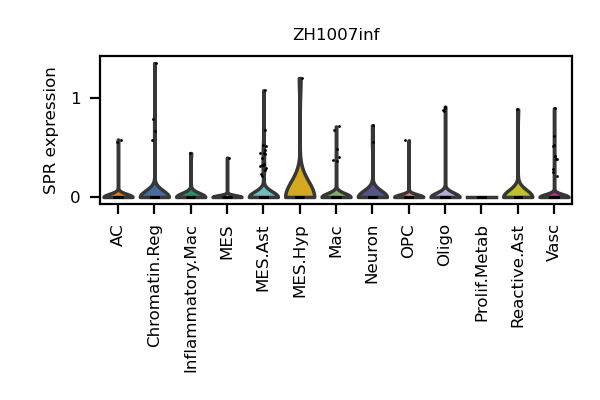 ZH1007inf
SPR expression
1
0
AC
Chromatin.Reg
Inflammatory.Mac
MES
MES.Ast
MES.Hyp
Mac
Neuron
OPC
Oligo
Prolif.Metab
Reactive.Ast
Vasc